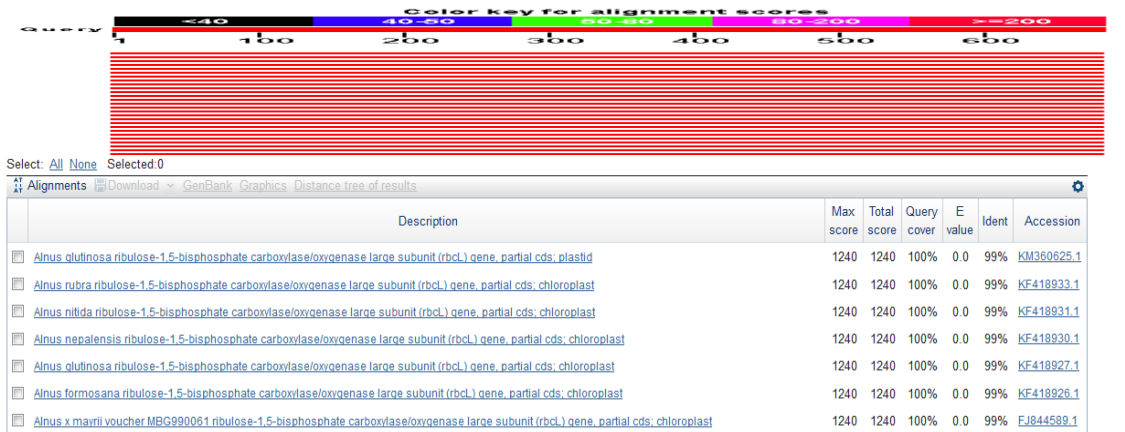 Color key for alignment scores
<40 40-50 50-80 80-200 >=200
Query
1 100 200 300 400 500 600
Select: All None Selected:0
Alignments Download GenBank Graphics Distance tree of results
Description Max score Total score Query cover E value Ident Accession
Alnus glutinosa ribulose-1,5-bisphosphate carboxylase/oxygenase large subunit (rbcL) gene, partial cds; plastid 1240 1240 100% 0.0 99% KM360625.1
Alnus rubra ribulose-1,5-bisphosphate carboxylase/oxygenase large subunit (rbcL) gene, partial cds; chloroplast 1240 1240 100% 0.0 99% KF418933.1
Alnus nitida ribulose-1,5-bisphosphate carboxylase/oxygenase large subunit (rbcL) gene, partial cds; chloroplast 1240 1240 100% 0.0 99% KF418931.1
Alnus nepalensis ribulose-1,5-bisphosphate carboxylase/oxygenase large subunit (rbcL) gene, partial cds; chloroplast 1240 1240 100% 0.0 99% KF418930.1
Alnus glutinosa ribulose-1,5-bisphosphate carboxylase/oxygenase large subunit (rbcL) gene, partial cds; chloroplast 1240 1240 100% 0.0 99% KF418927.1
Alnus formosana ribulose-1,5-bisphosphate carboxylase/oxygenase large subunit (rbcL) gene, partial cds; chloroplast 1240 1240 100% 0.0 99% KF418926.1
Alnus x mayrii voucher MBG990061 ribulose-1,5-bisphosphate carboxylase/oxygenase large subunit (rbcL) gene, partial cds; chloroplast 1240 1240 100% 0.0 99% FJ844589.1